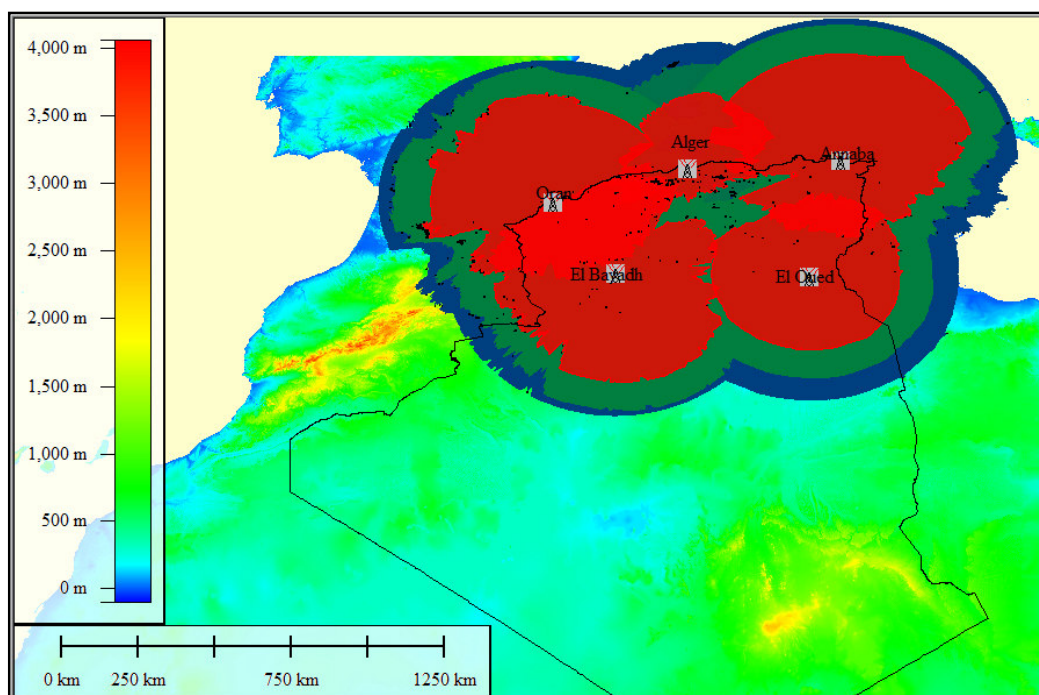 4,000 m
3,500 m
3,000 m
2,500 m
2,000 m
1,500 m
1,000 m
500 m
0 m
Alger
Annaba
Oran
El Bayadh
El Oued
0 km 250 km 750 km 1250 km